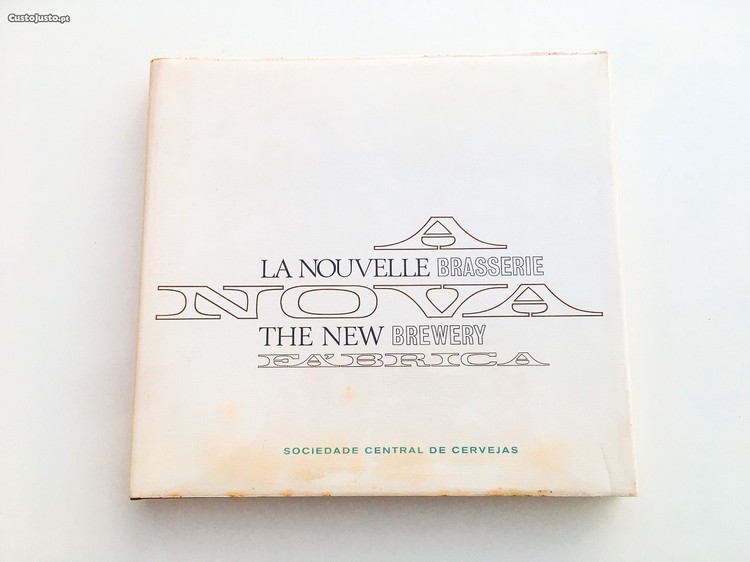 CustoJusto.pt
A
LA NOUVELLE BRASSERIE
NOVA
THE NEW BREWERY
FÁBRICA
SOCIEDADE CENTRAL DE CERVEJAS